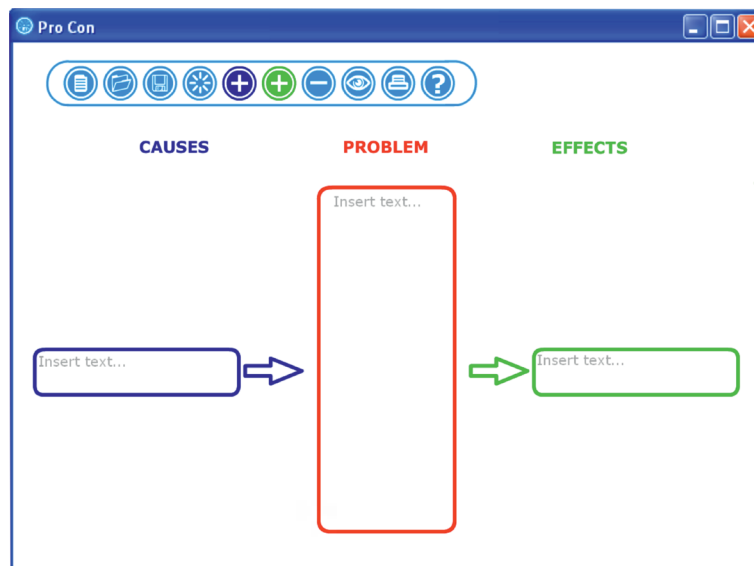 Pro Con
?
CAUSES PROBLEM EFFECTS
Insert text...
Insert text... Insert text...